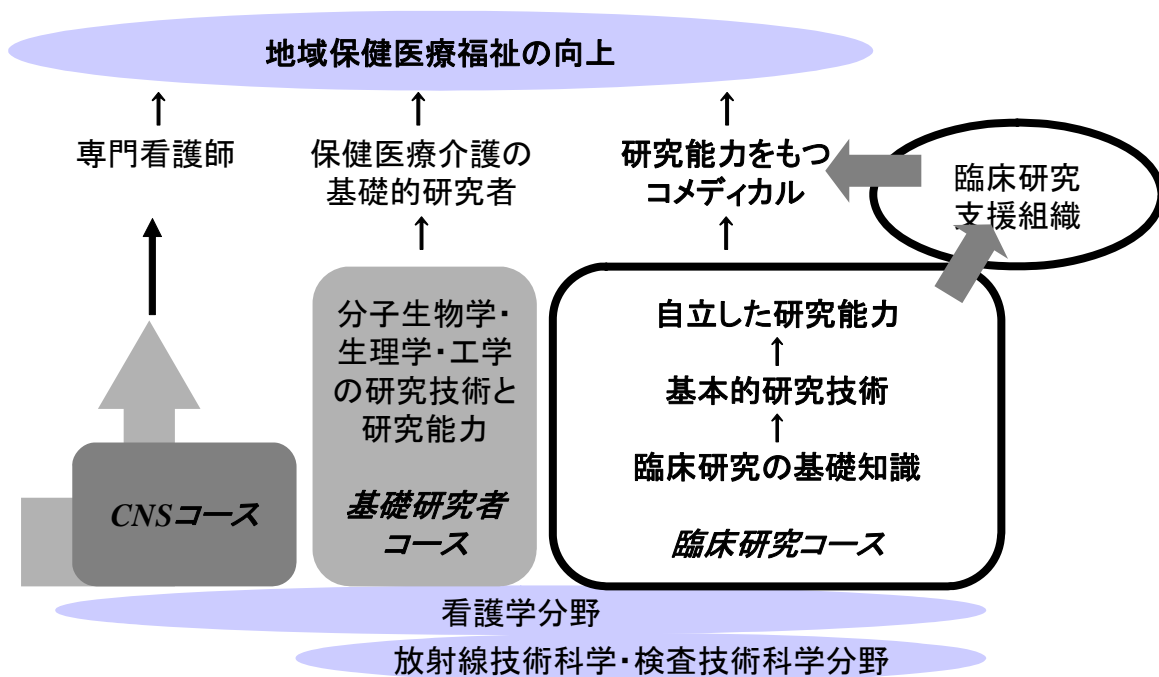 地域保健医療福祉の向上
↑
↑
↑
専門看護師
保健医療介護の
基礎的研究者
研究能力をもつ
コメディカル
臨床研究
支援組織
↑
↑
分子生物学・
生理学・工学
の研究技術と
研究能力
自立した研究能力
↑
基本的研究技術
↑
臨床研究の基礎知識
CNSコース
基礎研究者
コース
臨床研究コース
看護学分野
放射線技術科学・検査技術科学分野